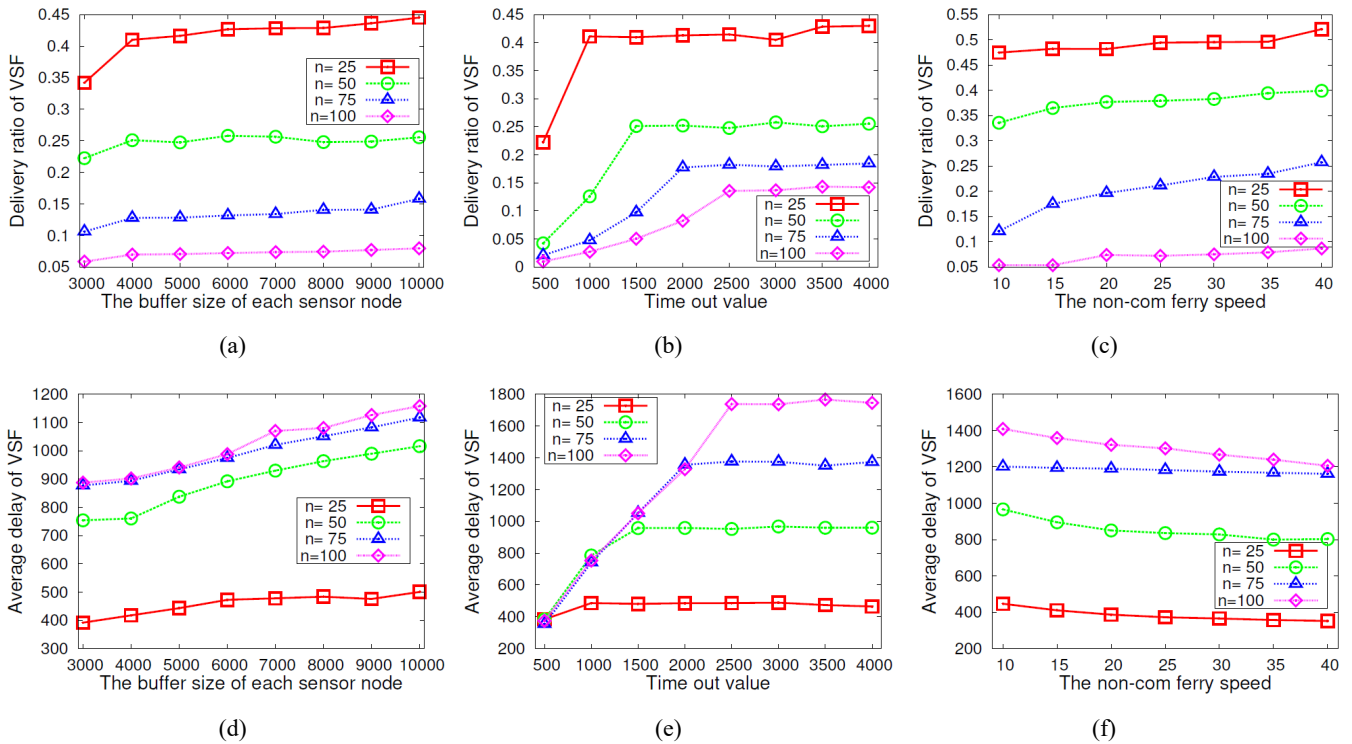 Delivery ratio of VSF
0.45
0.4
0.35
0.3
0.25
0.2
0.15
0.1
0.05
n= 25
n= 50
n= 75
n=100
3000 4000 5000 6000 7000 8000 9000 10000
The buffer size of each sensor node
(a)
Delivery ratio of VSF
0.45
0.4
0.35
0.3
0.25
0.2
0.15
0.1
0.05
0
n= 25
n= 50
n= 75
n=100
500 1000 1500 2000 2500 3000 3500 4000
Time out value
(b)
Delivery ratio of VSF
0.55
0.5
0.45
0.4
0.35
0.3
0.25
0.2
0.15
0.1
0.05
n= 25
n= 50
n= 75
n=100
10 15 20 25 30 35 40
The non-com ferry speed
(c)
Average delay of VSF
1200
1100
1000
900
800
700
600
500
400
300
n= 25
n= 50
n= 75
n=100
3000 4000 5000 6000 7000 8000 9000 10000
The buffer size of each sensor node
(d)
Average delay of VSF
1800
1600
1400
1200
1000
800
600
400
200
n= 25
n= 50
n= 75
n=100
500 1000 1500 2000 2500 3000 3500 4000
Time out value
(e)
Average delay of VSF
1600
1400
1200
1000
800
600
400
200
n= 25
n= 50
n= 75
n=100
10 15 20 25 30 35 40
The non-com ferry speed
(f)